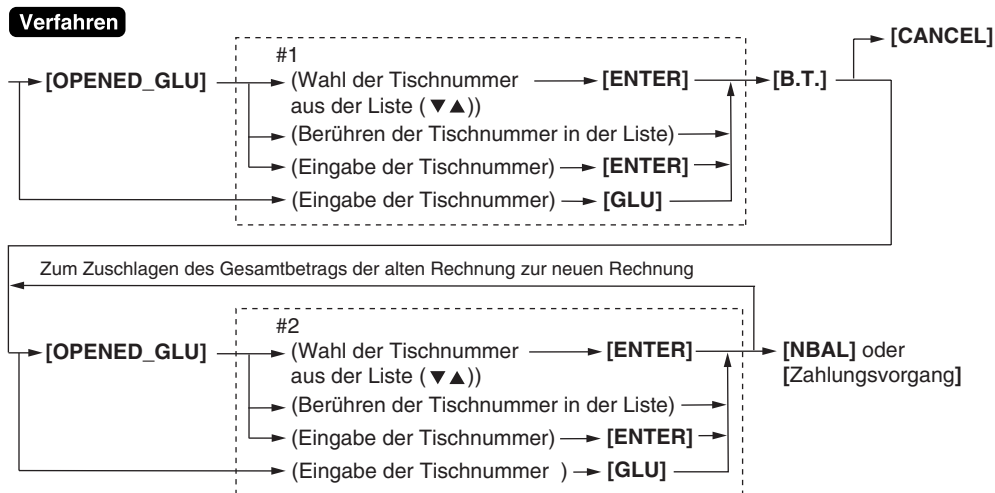 Verfahren
[CANCEL]
#1
[OPENED_GLU] (Wahl der Tischnummer [ENTER] [B.T.]
aus der Liste (▼▲))
(Berühren der Tischnummer in der Liste)
(Eingabe der Tischnummer) [ENTER]
(Eingabe der Tischnummer) [GLU]
Zum Zuschlagen des Gesamtbetrags der alten Rechnung zur neuen Rechnung
#2
[OPENED_GLU] (Wahl der Tischnummer [ENTER] [NBAL] oder
aus der Liste (▼▲)) [Zahlungsvorgang]
(Berühren der Tischnummer in der Liste)
(Eingabe der Tischnummer) [ENTER]
(Eingabe der Tischnummer ) [GLU]